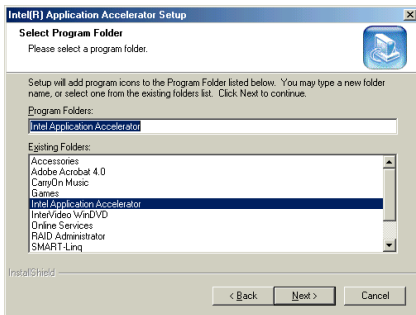 Intel(R) Application Accelerator Setup
Select Program Folder
Please select a program folder.
Setup will add program icons to the Program Folder listed below. You may type a new folder
name, or select one from the existing folders list. Click Next to continue.
Program Folders:
Intel Application Accelerator
Existing Folders:
Accessories
Adobe Acrobat 4.0
CarryOn Music
Games
Intel Application Accelerator
InterVideo WinDVD
Online Services
RAID Administrator
SMART-Linq
InstallShield
< Back
Next >
Cancel